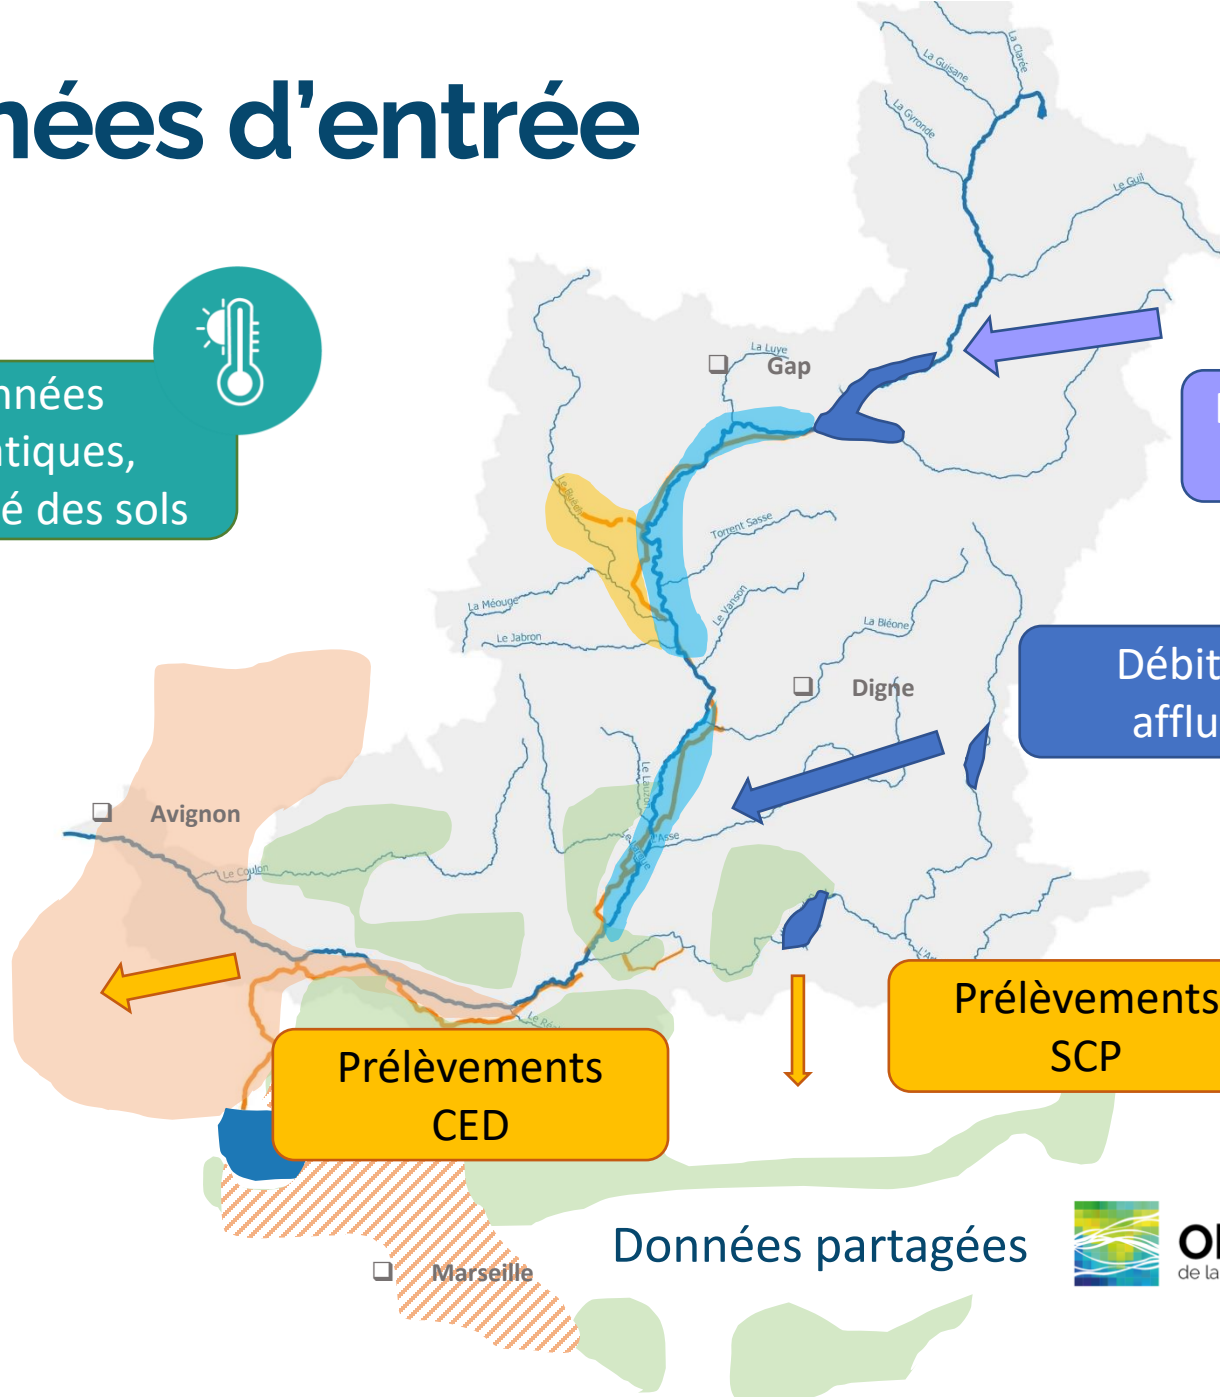 nées d'entrée
La Clarée
La Guisane
La Gyronde
Le Guil
La Luye
Gap
nnées
tiques,
é des sols
Le Buëch
Torrent Sasse
La Méouge
Le Vanson
Le Jabron
La Bléone
Débit
afflu
Digne
Le Lauzon
Avignon
L'Asse
Le Coulon
Prélèvements
SCP
Prélèvements
CED
Données partagées
de la
Marseille